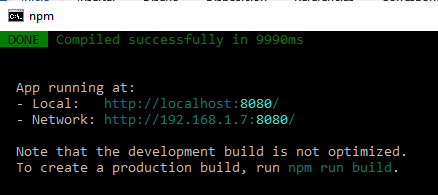 npm
DONE Compiled successfully in 9990ms
App running at:
- Local: http://localhost:8080/
- Network: http://192.168.1.7:8080/
Note that the development build is not optimized.
To create a production build, run npm run build.